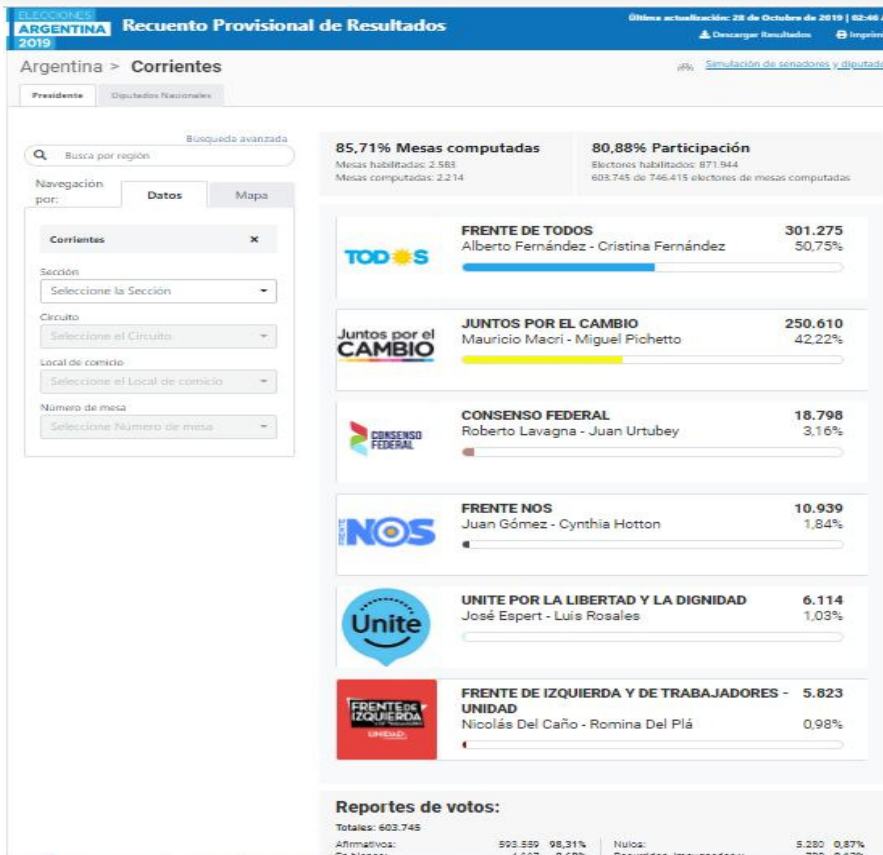 ELECCIONES
ARGENTINA
2019
Recuento Provisional de Resultados
Última actualización: 28 de Octubre de 2019 | 02:46
Descargar Resultados
Imprimi
Argentina > Corrientes
Simulación de senadores y diputado
Presidente
Diputados Nacionales
Búsqueda avanzada
Busca por región
Navegación por:
Datos
Mapa
Corrientes ×
Sección
Seleccione la Sección
Circuito
Seleccione el Circuito
Local de comicio
Seleccione el Local de comicio
Número de mesa
Seleccione Número de mesa
85,71% Mesas computadas
Mesas habilitadas: 2.583
Mesas computadas: 2.214
80,88% Participación
Electores habilitados: 871.944
603.745 de 746.415 electores de mesas computadas
TODOS
FRENTE DE TODOS 301.275
Alberto Fernández - Cristina Fernández 50,75%
Juntos por el
CAMBIO
JUNTOS POR EL CAMBIO 250.610
Mauricio Macri - Miguel Pichetto 42,22%
CONSENSO
FEDERAL
CONSENSO FEDERAL 18.798
Roberto Lavagna - Juan Urtubey 3,16%
FRENTE
NOS
FRENTE NOS 10.939
Juan Gómez - Cynthia Hotton 1,84%
Unite
UNITE POR LA LIBERTAD Y LA DIGNIDAD 6.114
José Espert - Luis Rosales 1,03%
FRENTE DE
IZQUIERDA
UNIDAD
FRENTE DE IZQUIERDA Y DE TRABAJADORES - 5.823
UNIDAD
Nicolás Del Caño - Romina Del Plá 0,98%
Reportes de votos:
Totales: 603.745
Afirmativos: 593.559 98,31%
Nulos: 5.280 0,87%